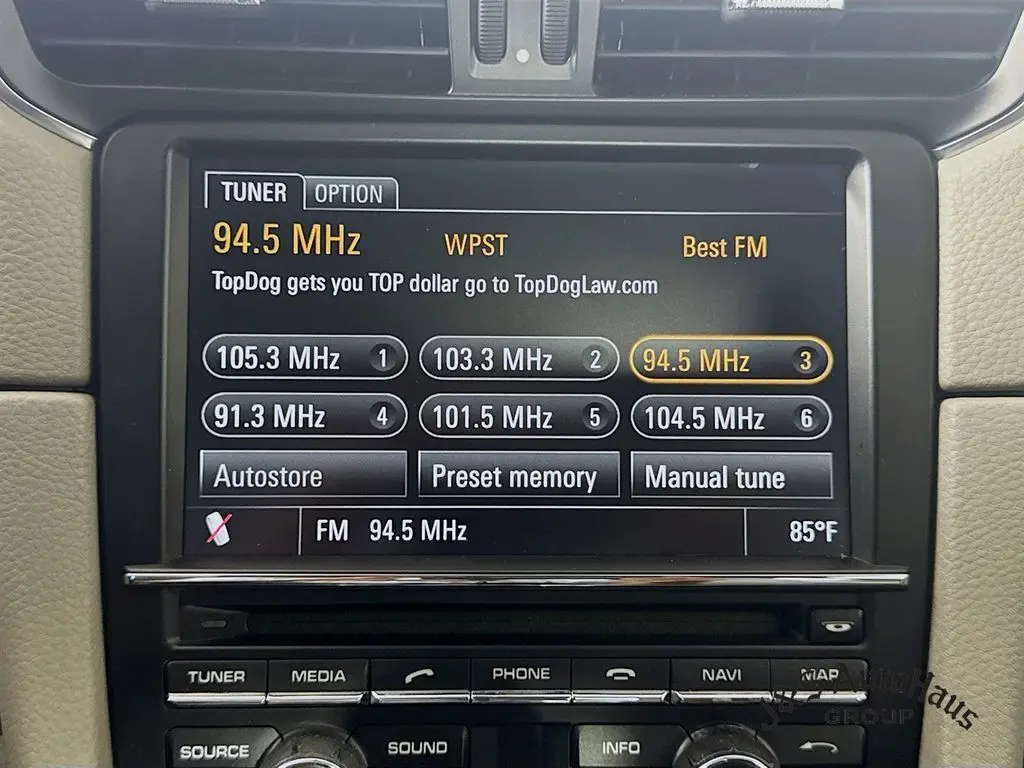 TUNER OPTION
94.5 MHz WPST Best FM
TopDog gets you TOP dollar go to TopDogLaw.com
105.3 MHz 1 103.3 MHz 2 94.5 MHz 3
91.3 MHz 4 101.5 MHz 5 104.5 MHz 6
Autostore Preset memory Manual tune
FM 94.5 MHz 85°F
TUNER MEDIA PHONE NAVI MAP
AutoHaus
GROUP
SOURCE SOUND INFO